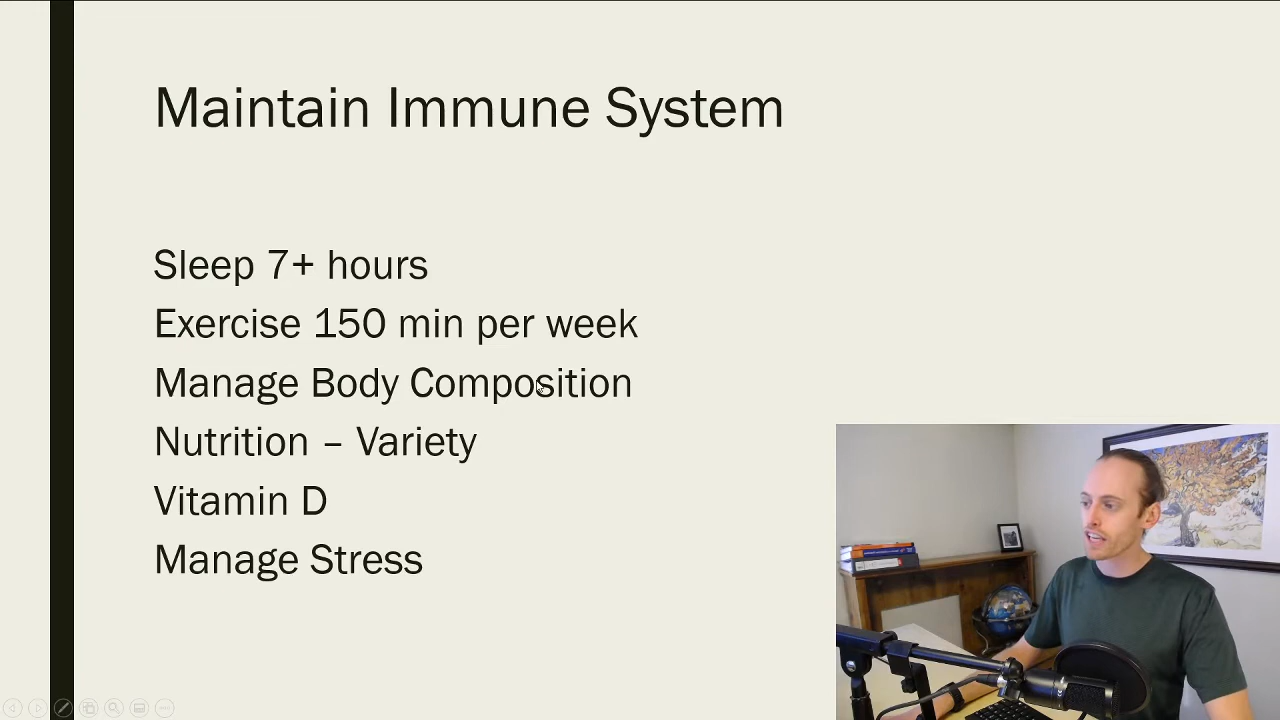 Maintain Immune System
Sleep 7+ hours
Exercise 150 min per week
Manage Body Composition
Nutrition – Variety
Vitamin D
Manage Stress